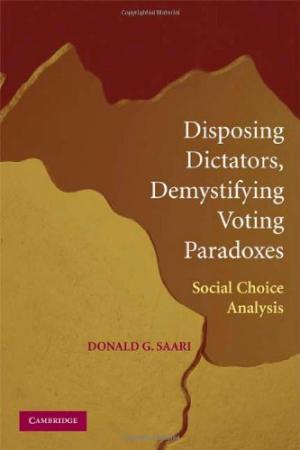 Disposing
Dictators,
Demystifying
Voting
Paradoxes
Social Choice
Analysis
DONALD G. SAARI
CAMBRIDGE